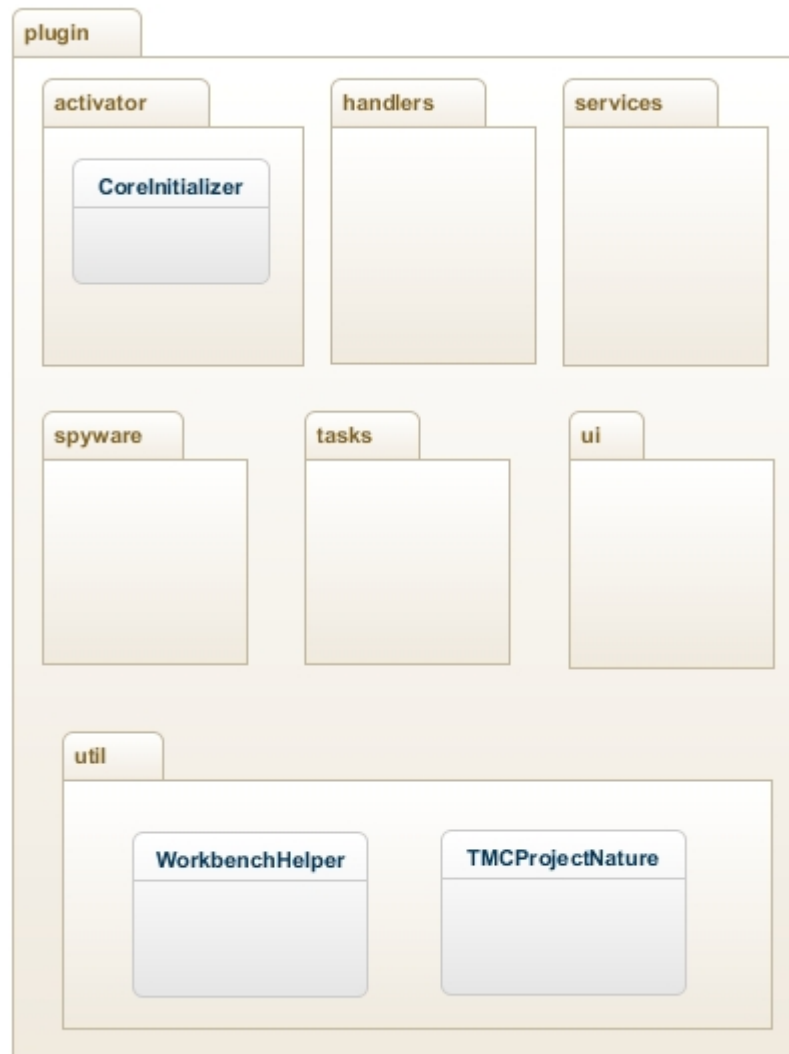 plugin
activator
handlers
services
CoreInitializer
spyware
tasks
ui
util
WorkbenchHelper
TMCProjectNature